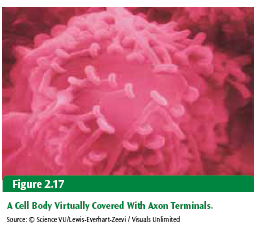 Figure 2.17
A Cell Body Virtually Covered With Axon Terminals.
Source: © Science VU/Lewis-Everhart-Zeevi / Visuals Unlimited